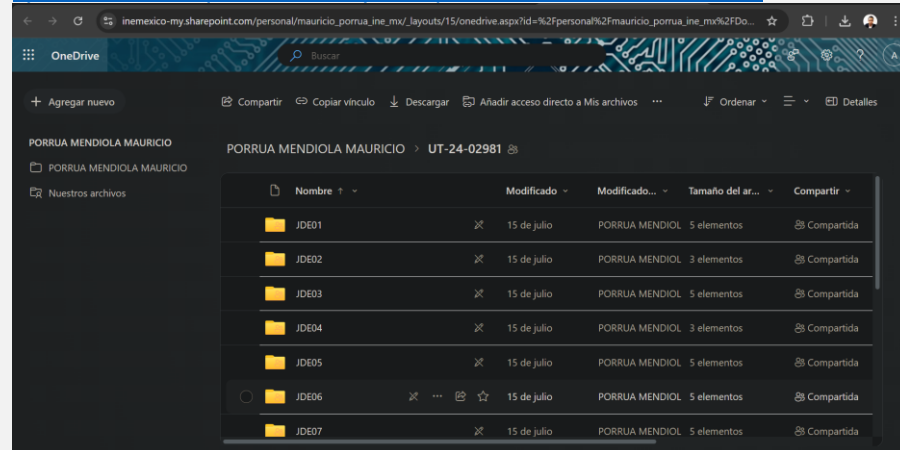 inemexico-my.sharepoint.com/personal/mauricio_porrua_ine_mx/_layouts/15/onedrive.aspx?id=%2Fpersonal%2Fmauricio_porrua_ine_mx%2FDo...
OneDrive
Buscar
?
A
+ Agregar nuevo
Compartir
Copiar vínculo
Descargar
Añadir acceso directo a Mis archivos
...
Ordenar
Detalles
PORRUA MENDIOLA MAURICIO
PORRUA MENDIOLA MAURICIO
Nuestros archivos
PORRUA MENDIOLA MAURICIO > UT-24-02981
Nombre ↑ Modificado Modificado... Tamaño del ar... Compartir
JDE01 15 de julio PORRUA MENDIOL 5 elementos Compartida
JDE02 15 de julio PORRUA MENDIOL 3 elementos Compartida
JDE03 15 de julio PORRUA MENDIOL 5 elementos Compartida
JDE04 15 de julio PORRUA MENDIOL 3 elementos Compartida
JDE05 15 de julio PORRUA MENDIOL 5 elementos Compartida
JDE06 ... 15 de julio PORRUA MENDIOL 5 elementos Compartida
JDE07 15 de julio PORRUA MENDIOL 5 elementos Compartida